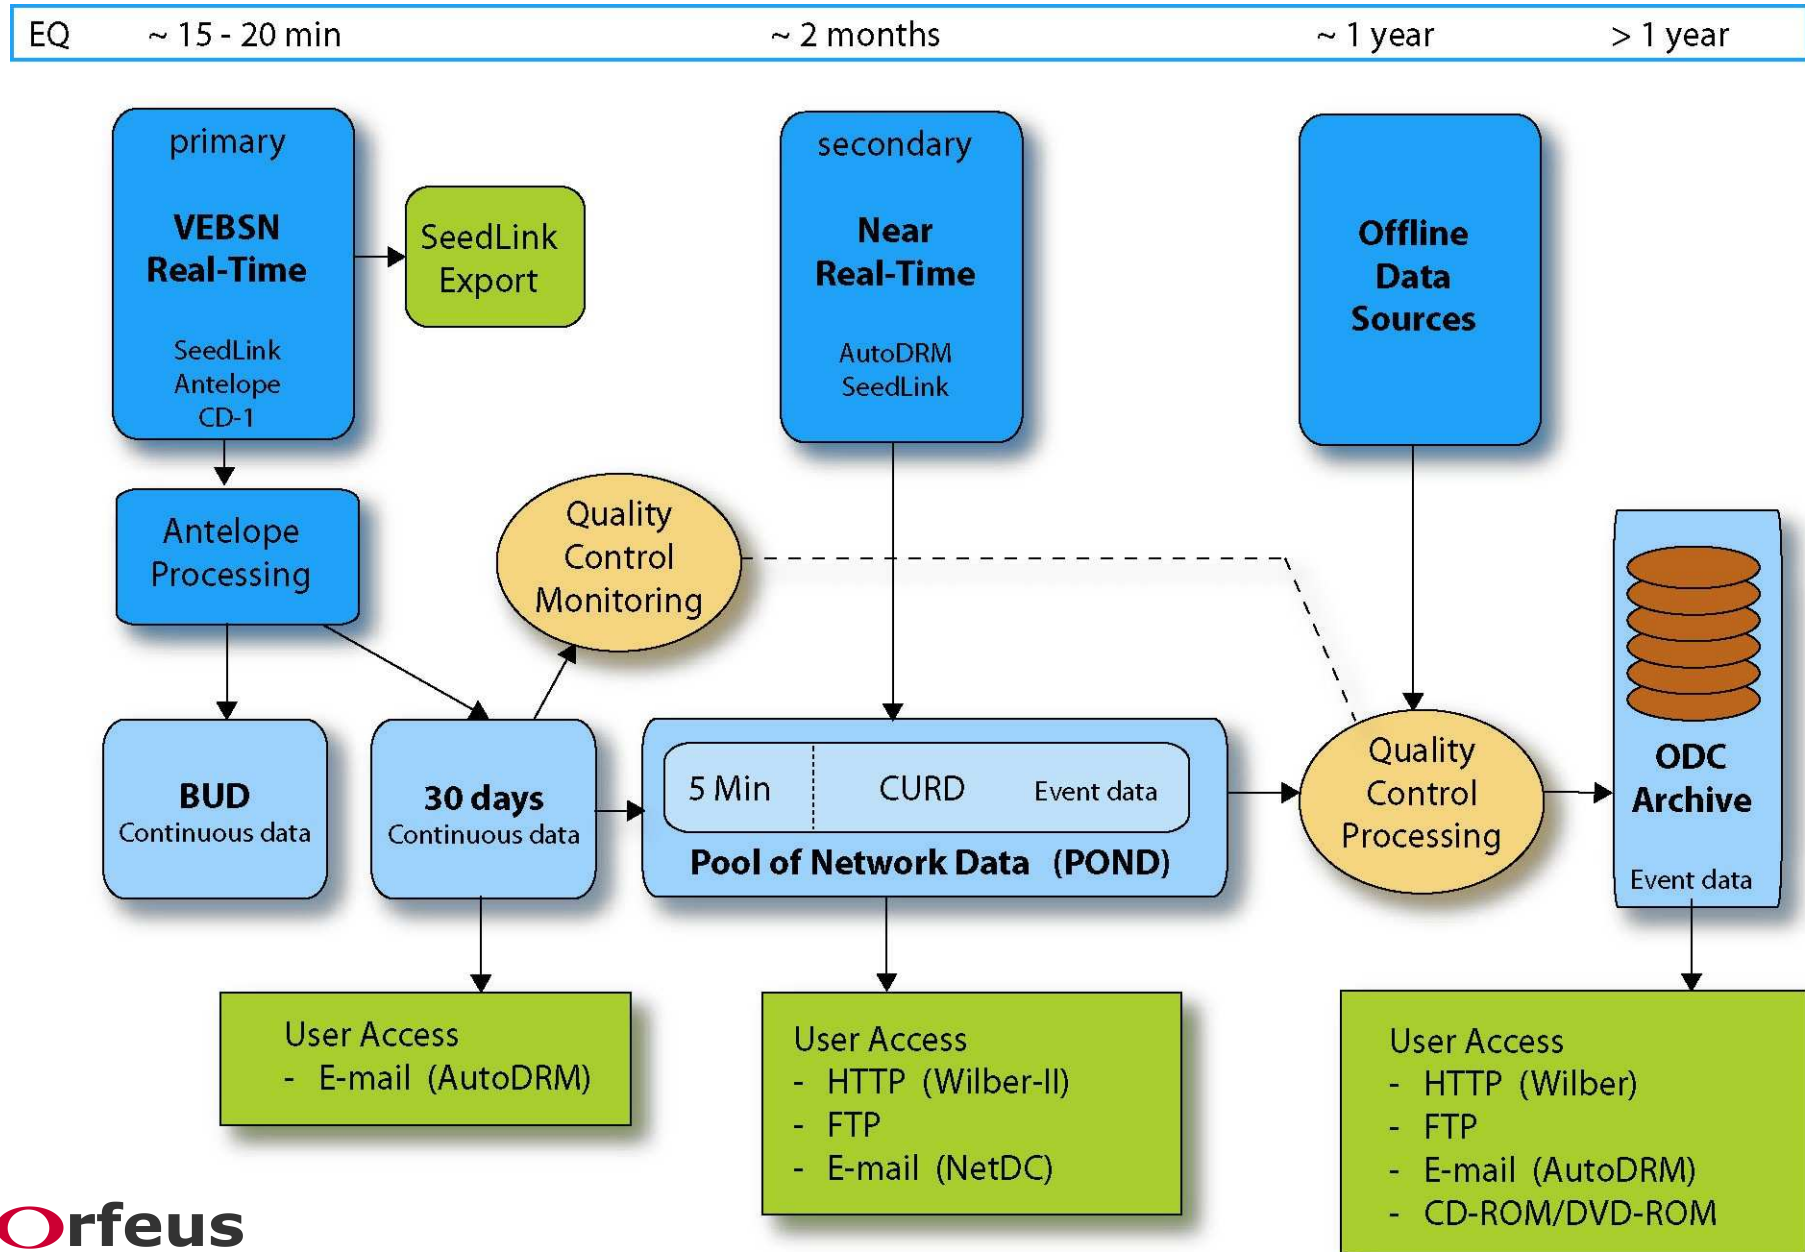 EQ ~ 15 - 20 min ~ 2 months ~ 1 year > 1 year
primary
VEBSN
Real-Time
SeedLink
Antelope
CD-1
SeedLink
Export
secondary
Near
Real-Time
AutoDRM
SeedLink
Offline
Data
Sources
Antelope
Processing
Quality
Control
Monitoring
BUD
Continuous data
30 days
Continuous data
5 Min CURD Event data
Pool of Network Data (POND)
Quality
Control
Processing
ODC
Archive
Event data
User Access
- E-mail (AutoDRM)
User Access
- HTTP (Wilber-II)
- FTP
- E-mail (NetDC)
User Access
- HTTP (Wilber)
- FTP
- E-mail (AutoDRM)
- CD-ROM/DVD-ROM
Orfeus